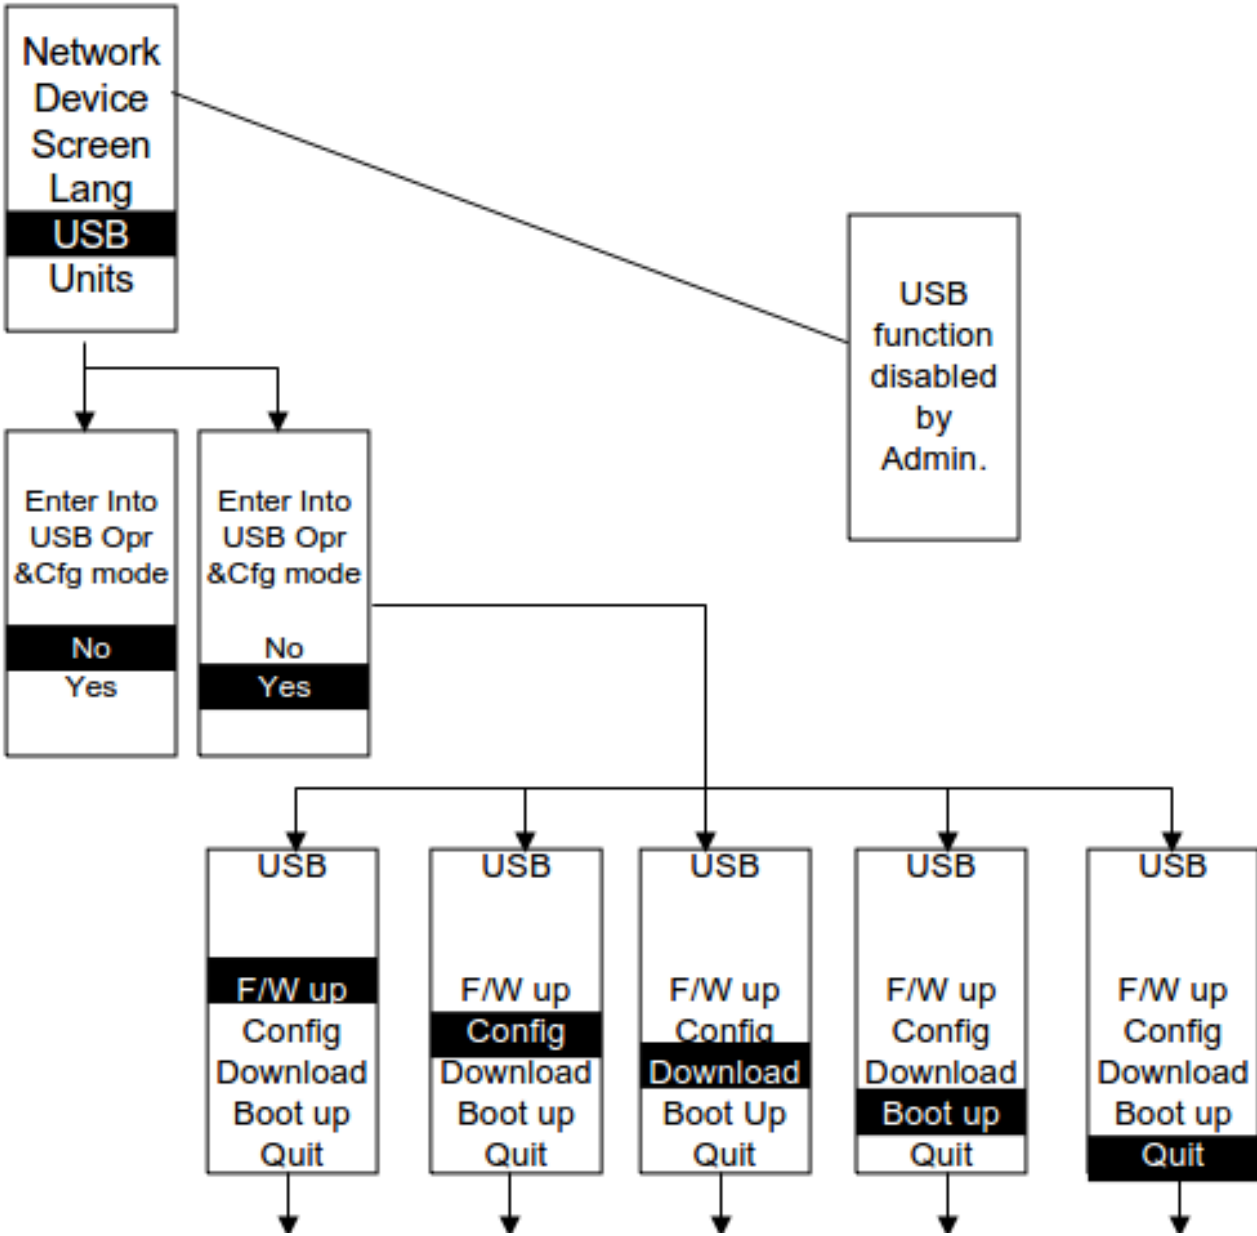 Network
Device
Screen
Lang
USB
Units
USB
function
disabled
by
Admin.
Enter Into
USB Opr
&Cfg mode
No
Yes
Enter Into
USB Opr
&Cfg mode
No
Yes
USB
F/W up
Config
Download
Boot up
Quit
USB
F/W up
Config
Download
Boot up
Quit
USB
F/W up
Config
Download
Boot Up
Quit
USB
F/W up
Config
Download
Boot up
Quit
USB
F/W up
Config
Download
Boot up
Quit